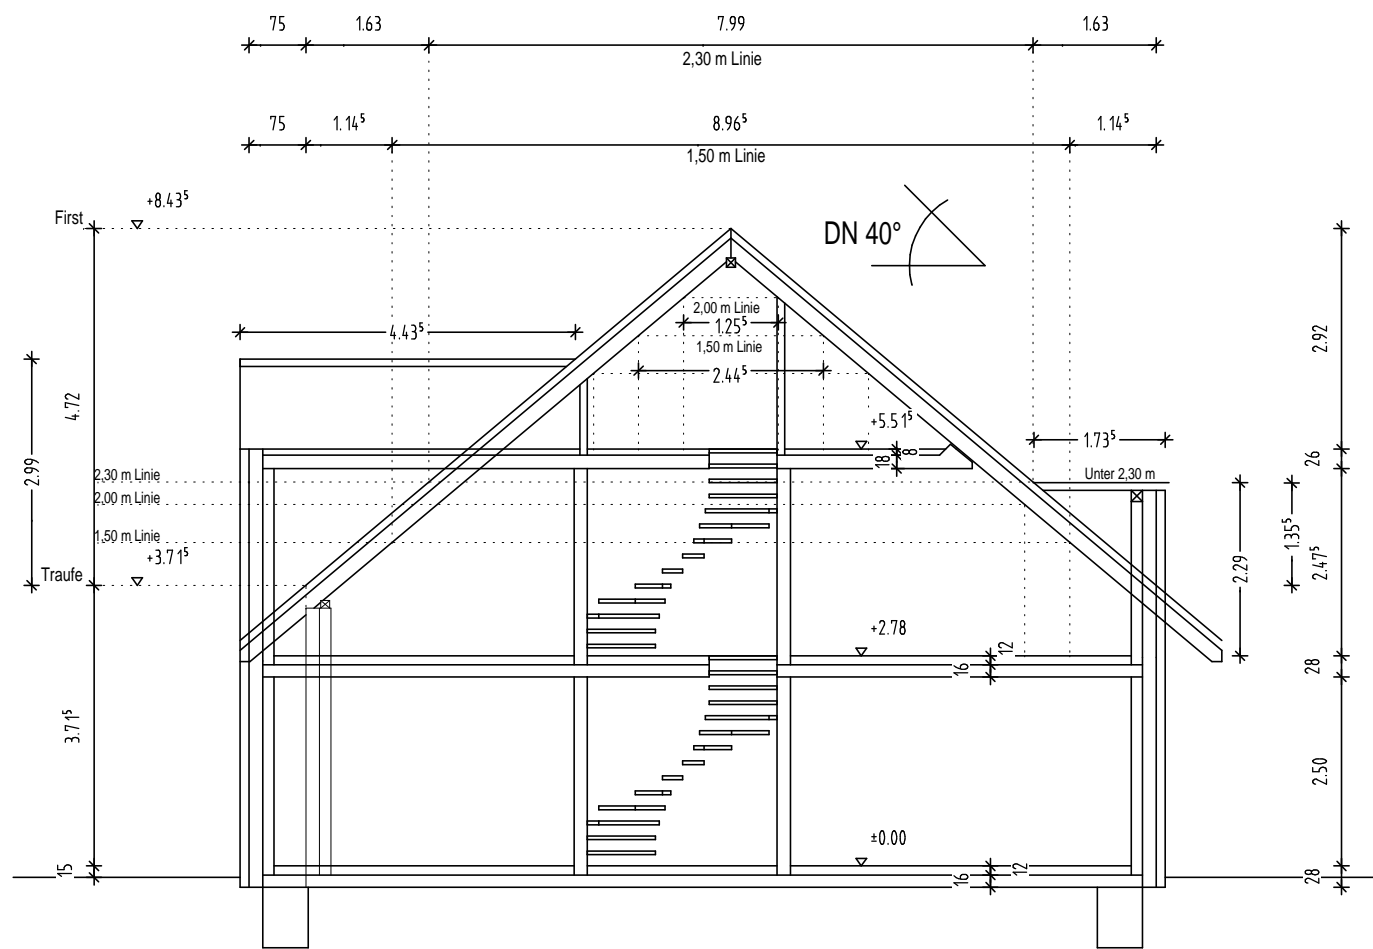 75 1.63 7.99 1.63
2,30 m Linie
75 1.14⁵ 8.96⁵ 1.14⁵
1,50 m Linie
+8.43⁵
First
DN 40°
2,00 m Linie
1.25⁵
4.43⁵
1,50 m Linie
2.44⁵
2.92
4.72
+5.51⁵
1.73⁵
18 8
26
2.99
2,30 m Linie
Unter 2,30 m
2,00 m Linie
1,50 m Linie
1.35⁵
2.47⁵
2.29
+3.71⁵
Traufe
+2.78
12
16
28
3.71⁵
2.50
±0.00
15
12
16
28